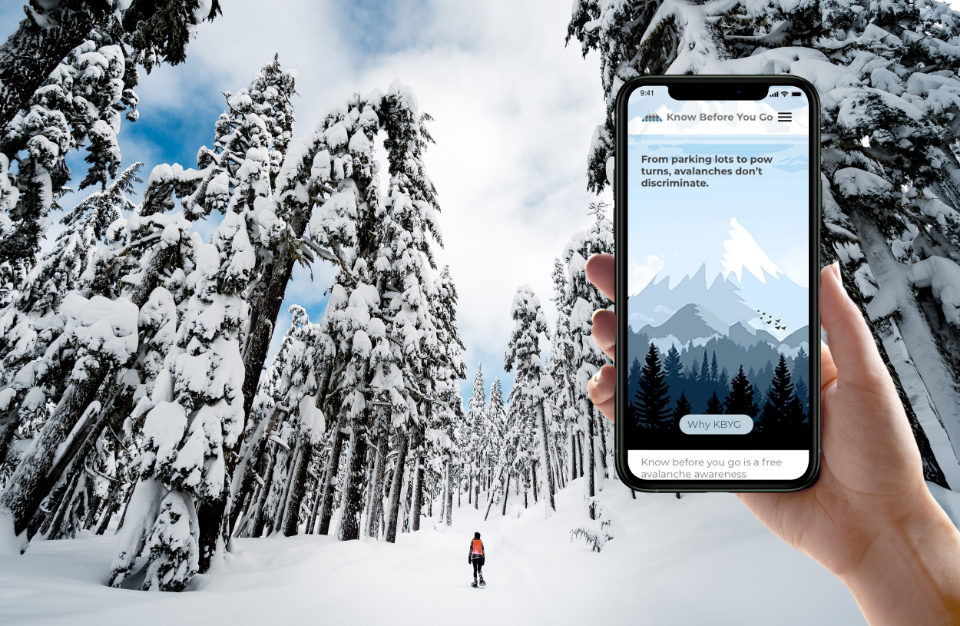 9:41
Know Before You Go
From parking lots to pow
turns, avalanches don't
discriminate.
Why KBYG
Know before you go is a free
avalanche awareness